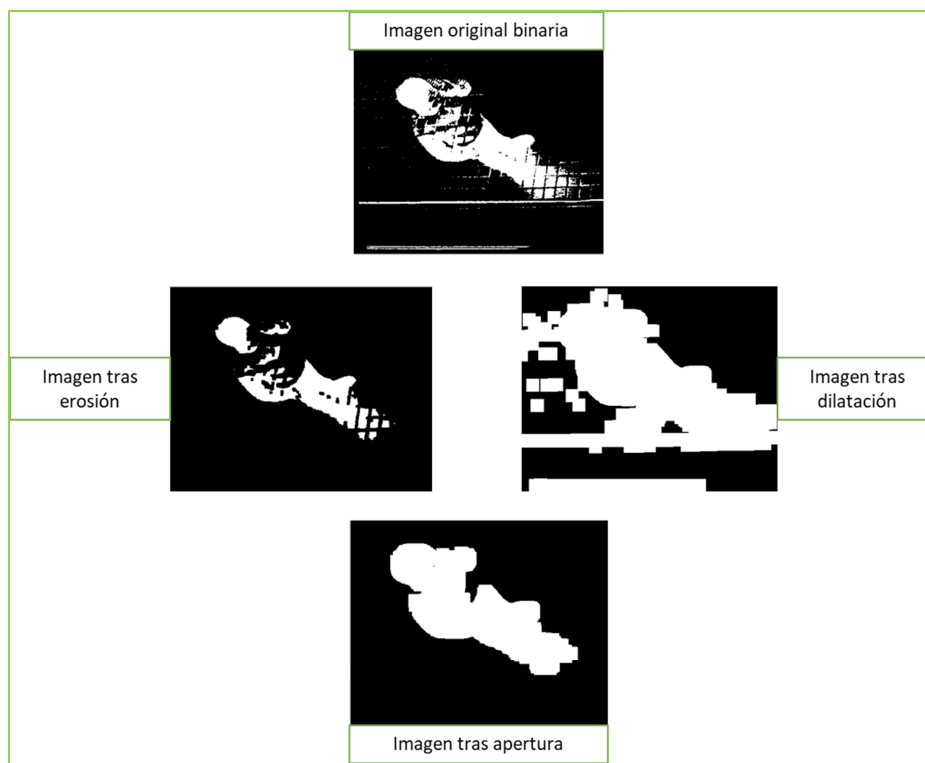 Imagen original binaria
Imagen tras
erosión
Imagen tras
dilatación
Imagen tras apertura